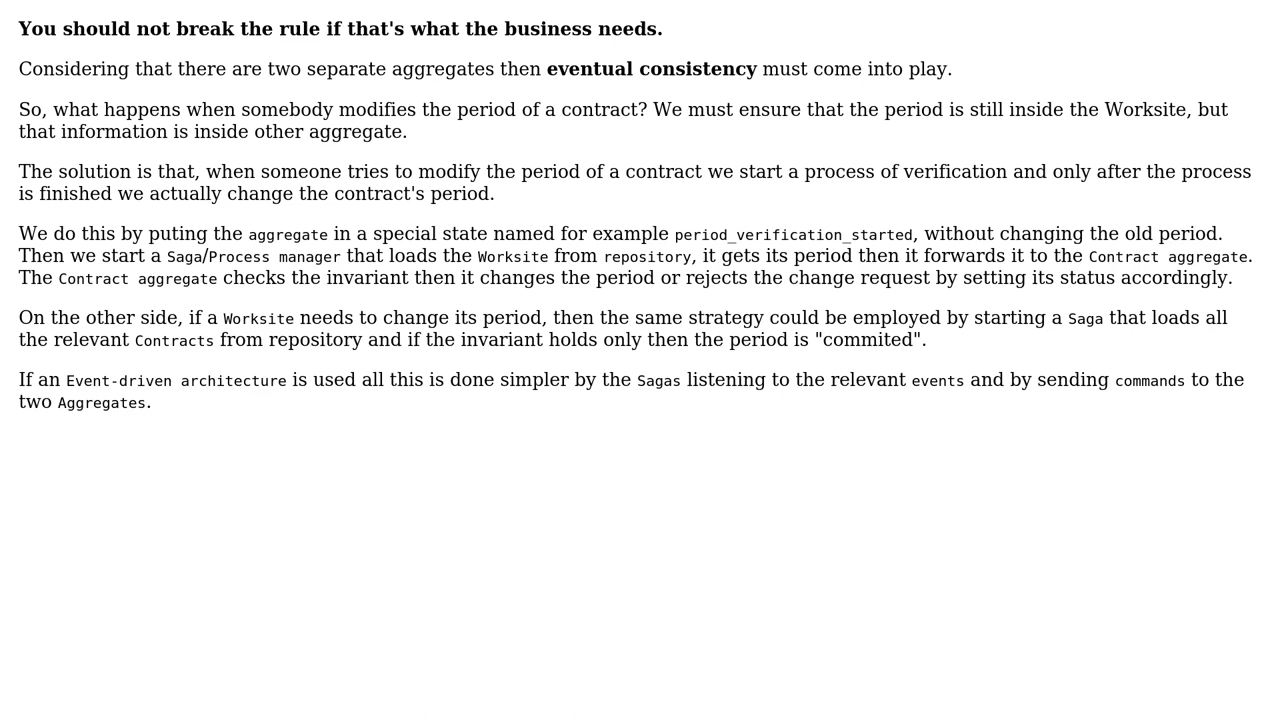 You should not break the rule if that's what the business needs.
Considering that there are two separate aggregates then eventual consistency must come into play.
So, what happens when somebody modifies the period of a contract? We must ensure that the period is still inside the Worksite, but
that information is inside other aggregate.
The solution is that, when someone tries to modify the period of a contract we start a process of verification and only after the process
is finished we actually change the contract's period.
We do this by puting the aggregate in a special state named for example period_verification_started, without changing the old period.
Then we start a Saga/Process manager that loads the Worksite from repository, it gets its period then it forwards it to the Contract aggregate.
The Contract aggregate checks the invariant then it changes the period or rejects the change request by setting its status accordingly.
On the other side, if a Worksite needs to change its period, then the same strategy could be employed by starting a Saga that loads all
the relevant Contracts from repository and if the invariant holds only then the period is "commited".
If an Event-driven architecture is used all this is done simpler by the Sagas listening to the relevant events and by sending commands to the
two Aggregates.